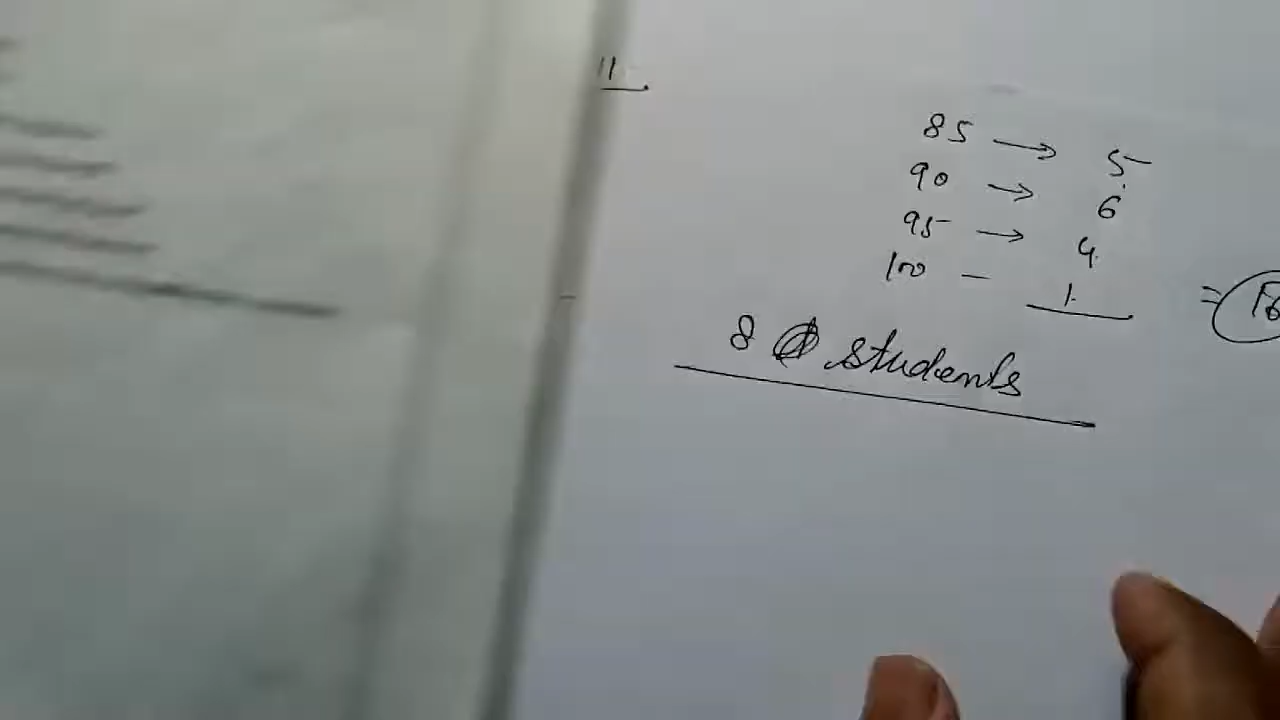 11.
85 → 5
90 → 6
95 → 4
100 – 1
=
8 students